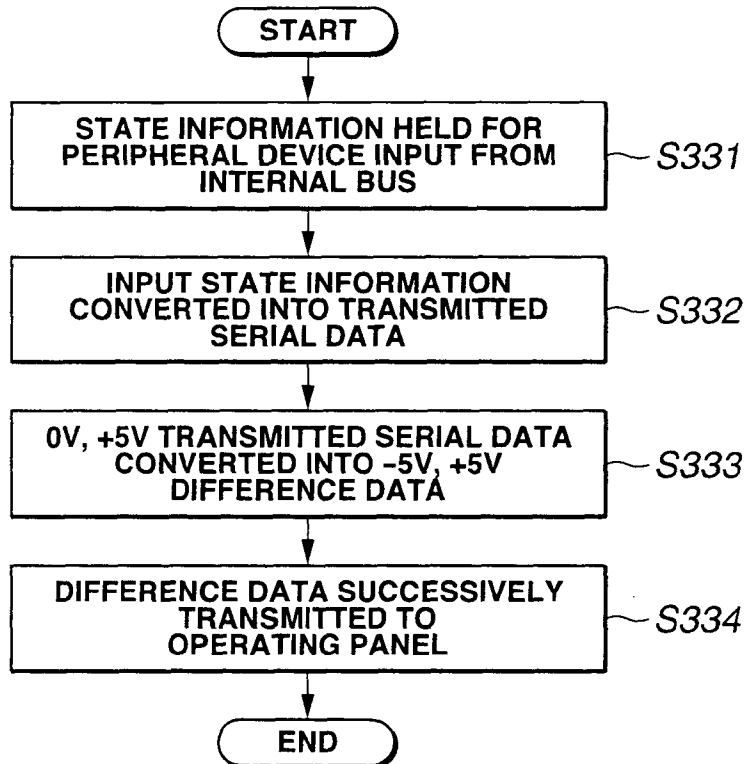 START
STATE INFORMATION HELD FOR
PERIPHERAL DEVICE INPUT FROM
INTERNAL BUS
S331
INPUT STATE INFORMATION
CONVERTED INTO TRANSMITTED
SERIAL DATA
S332
0V, +5V TRANSMITTED SERIAL DATA
CONVERTED INTO –5V, +5V
DIFFERENCE DATA
S333
DIFFERENCE DATA SUCCESSIVELY
TRANSMITTED TO
OPERATING PANEL
S334
END